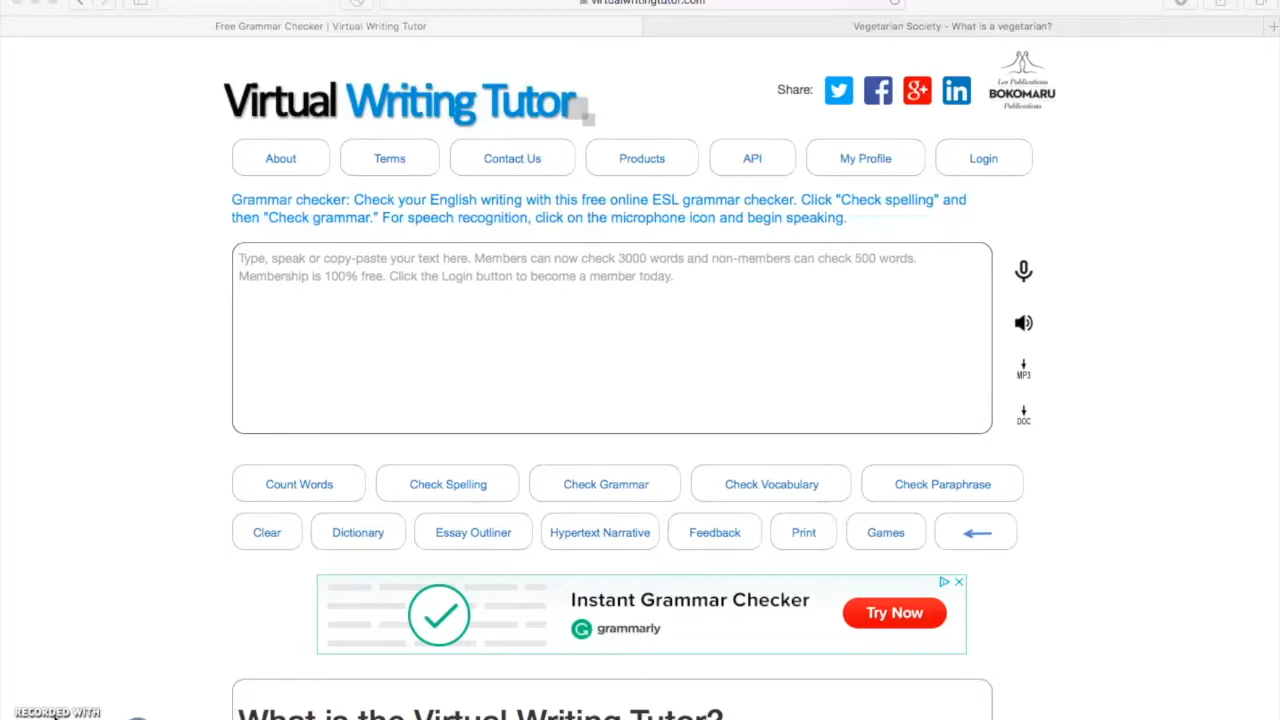 virtualwritingtutor.com
Free Grammar Checker | Virtual Writing Tutor
Vegetarian Society - What is a vegetarian?
Virtual Writing Tutor
Share:
Les Publications
BOKOMARU
Publications
About
Terms
Contact Us
Products
API
My Profile
Login
Grammar checker: Check your English writing with this free online ESL grammar checker. Click "Check spelling" and
then "Check grammar." For speech recognition, click on the microphone icon and begin speaking.
Type, speak or copy-paste your text here. Members can now check 3000 words and non-members can check 500 words.
Membership is 100% free. Click the Login button to become a member today.
MP3
DOC
Count Words
Check Spelling
Check Grammar
Check Vocabulary
Check Paraphrase
Clear
Dictionary
Essay Outliner
Hypertext Narrative
Feedback
Print
Games
Instant Grammar Checker
grammarly
Try Now
What is the Virtual Writing Tutor?
RECORDED WITH